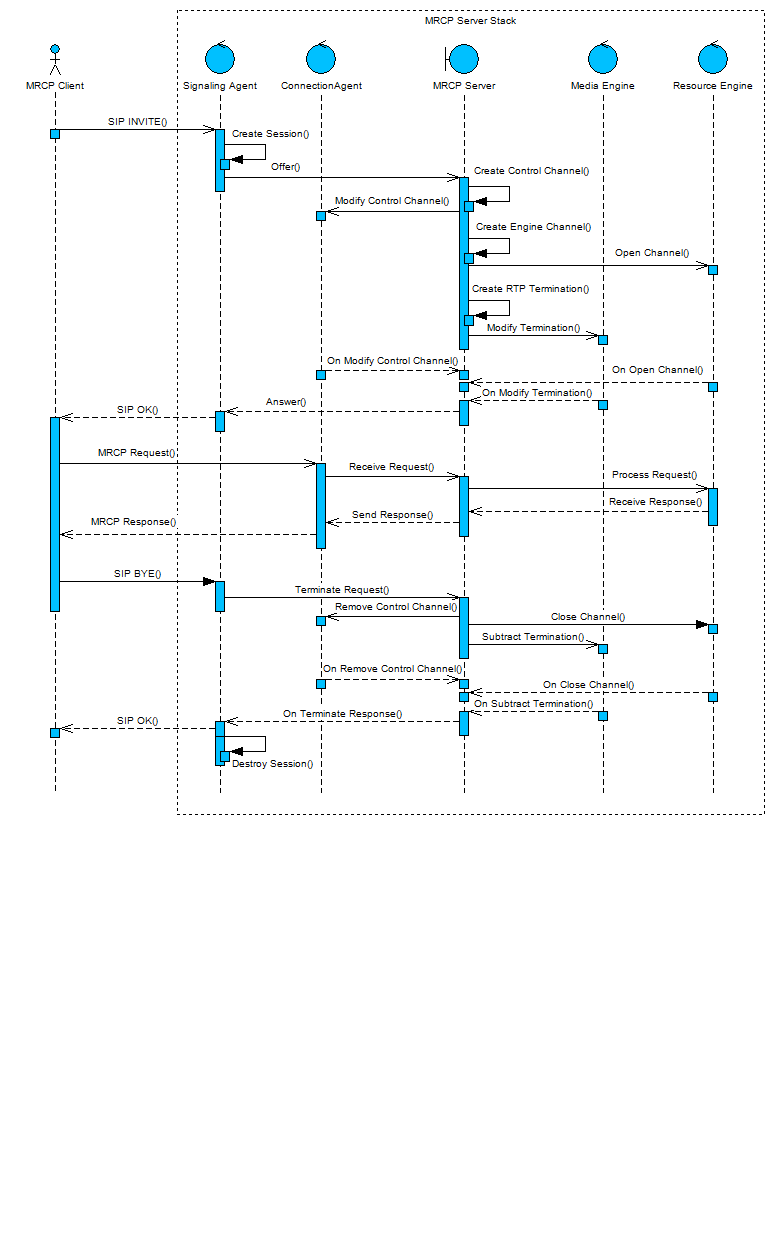 MRCP Server Stack
MRCP Client
Signaling Agent
ConnectionAgent
MRCP Server
Media Engine
Resource Engine
SIP INVITE()
Create Session()
Offer()
Create Control Channel()
Modify Control Channel()
Create Engine Channel()
Open Channel()
Create RTP Termination()
Modify Termination()
On Modify Control Channel()
On Open Channel()
On Modify Termination()
Answer()
SIP OK()
MRCP Request()
Receive Request()
Process Request()
Receive Response()
Send Response()
MRCP Response()
SIP BYE()
Terminate Request()
Remove Control Channel()
Close Channel()
Subtract Termination()
On Remove Control Channel()
On Close Channel()
On Subtract Termination()
On Terminate Response()
SIP OK()
Destroy Session()